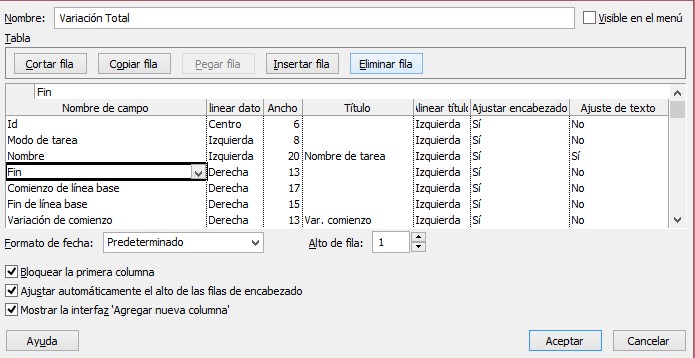 Nombre: Variación Total Visible en el menú
Tabla
Cortar fila Copiar fila Pegar fila Insertar fila Eliminar fila
Fin
Nombre de campo linear dato Ancho Título Alinear título Ajustar encabezado Ajuste de texto
Id Centro 6 Izquierda Sí No
Modo de tarea Izquierda 8 Izquierda Sí No
Nombre Izquierda 20 Nombre de tarea Izquierda Sí Sí
Fin Derecha 13 Izquierda Sí No
Comienzo de línea base Derecha 17 Izquierda Sí No
Fin de línea base Derecha 15 Izquierda Sí No
Variación de comienzo Derecha 13 Var. comienzo Izquierda Sí No
Formato de fecha: Predeterminado Alto de fila: 1
Bloquear la primera columna
Ajustar automáticamente el alto de las filas de encabezado
Mostrar la interfaz 'Agregar nueva columna'
Ayuda Aceptar Cancelar